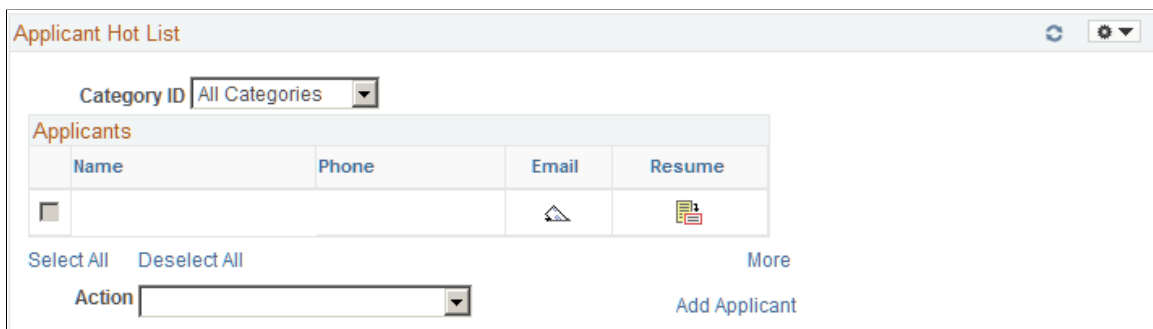 Applicant Hot List
Category ID All Categories
Applicants
Name Phone Email Resume
Select All Deselect All More
Action Add Applicant